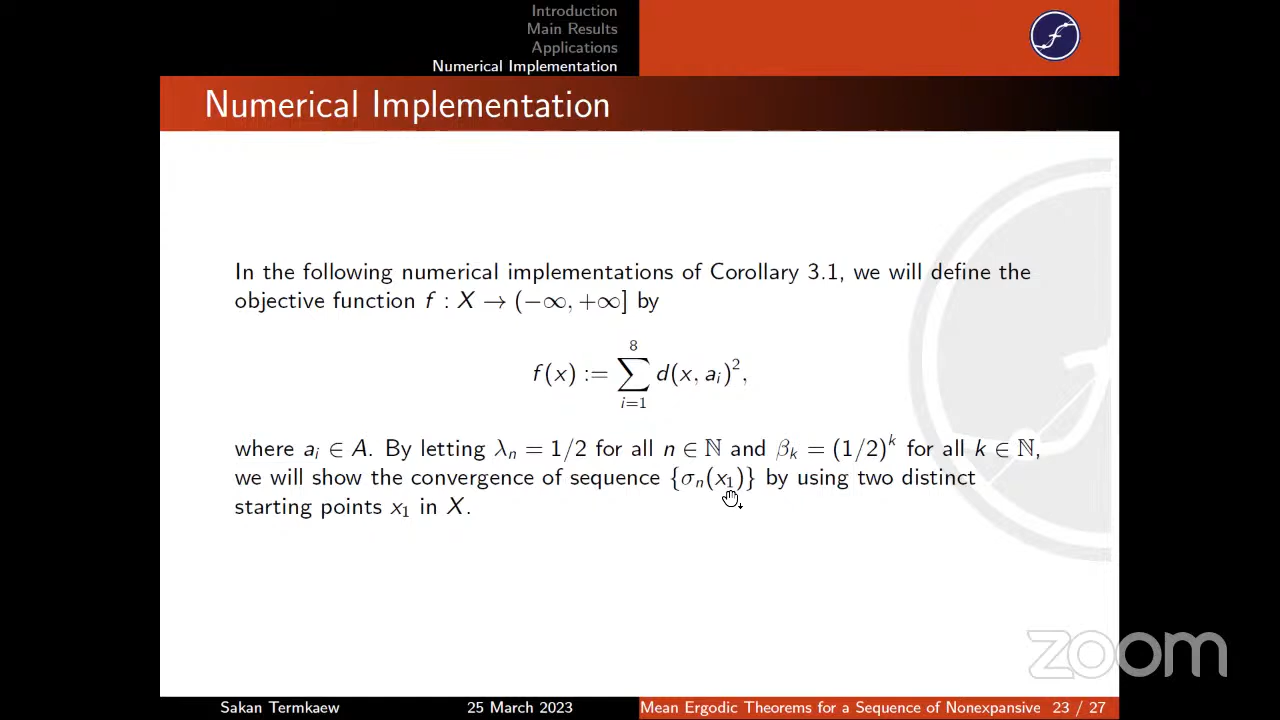 Introduction
Main Results
Applications
Numerical Implementation
Numerical Implementation
In the following numerical implementations of Corollary 3.1, we will define the
objective function f : X → (−∞, +∞] by
f(x) := ∑_{i=1}^{8} d(x, a_i)^2,
where a_i ∈ A. By letting λ_n = 1/2 for all n ∈ ℕ and β_k = (1/2)^k for all k ∈ ℕ,
we will show the convergence of sequence {σ_n(x_1)} by using two distinct
starting points x_1 in X.
zoom
Sakan Termkaew 25 March 2023 Mean Ergodic Theorems for a Sequence of Nonexpansive 23 / 27